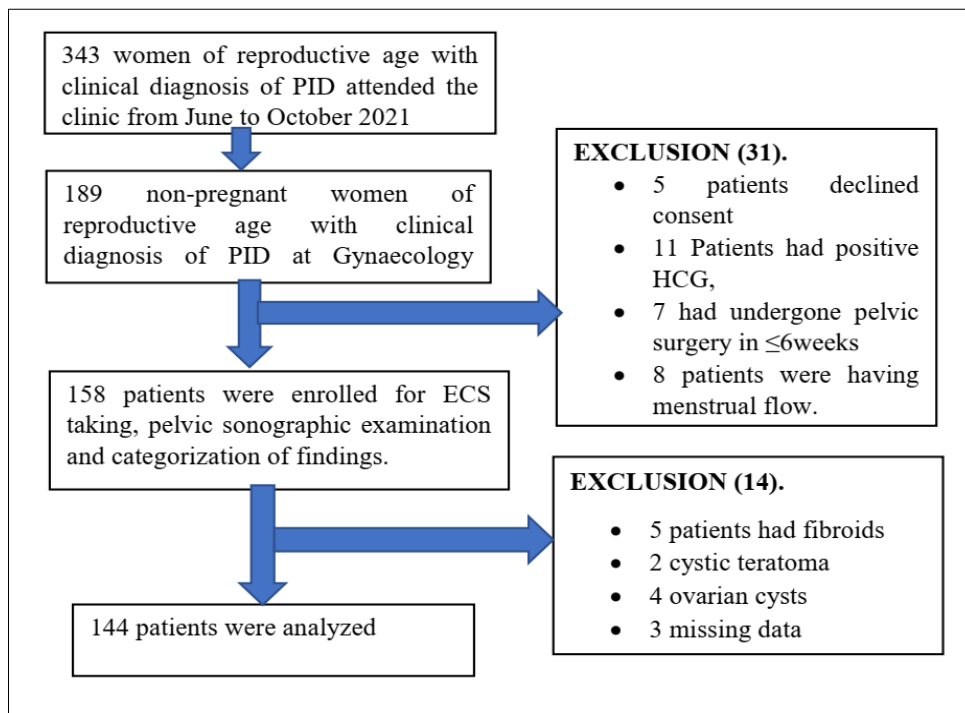 343 women of reproductive age with
clinical diagnosis of PID attended the
clinic from June to October 2021
189 non-pregnant women of
reproductive age with clinical
diagnosis of PID at Gynaecology
EXCLUSION (31).
• 5 patients declined
consent
• 11 Patients had positive
HCG,
• 7 had undergone pelvic
surgery in ≤6weeks
• 8 patients were having
menstrual flow.
158 patients were enrolled for ECS
taking, pelvic sonographic examination
and categorization of findings.
EXCLUSION (14).
• 5 patients had fibroids
• 2 cystic teratoma
• 4 ovarian cysts
• 3 missing data
144 patients were analyzed